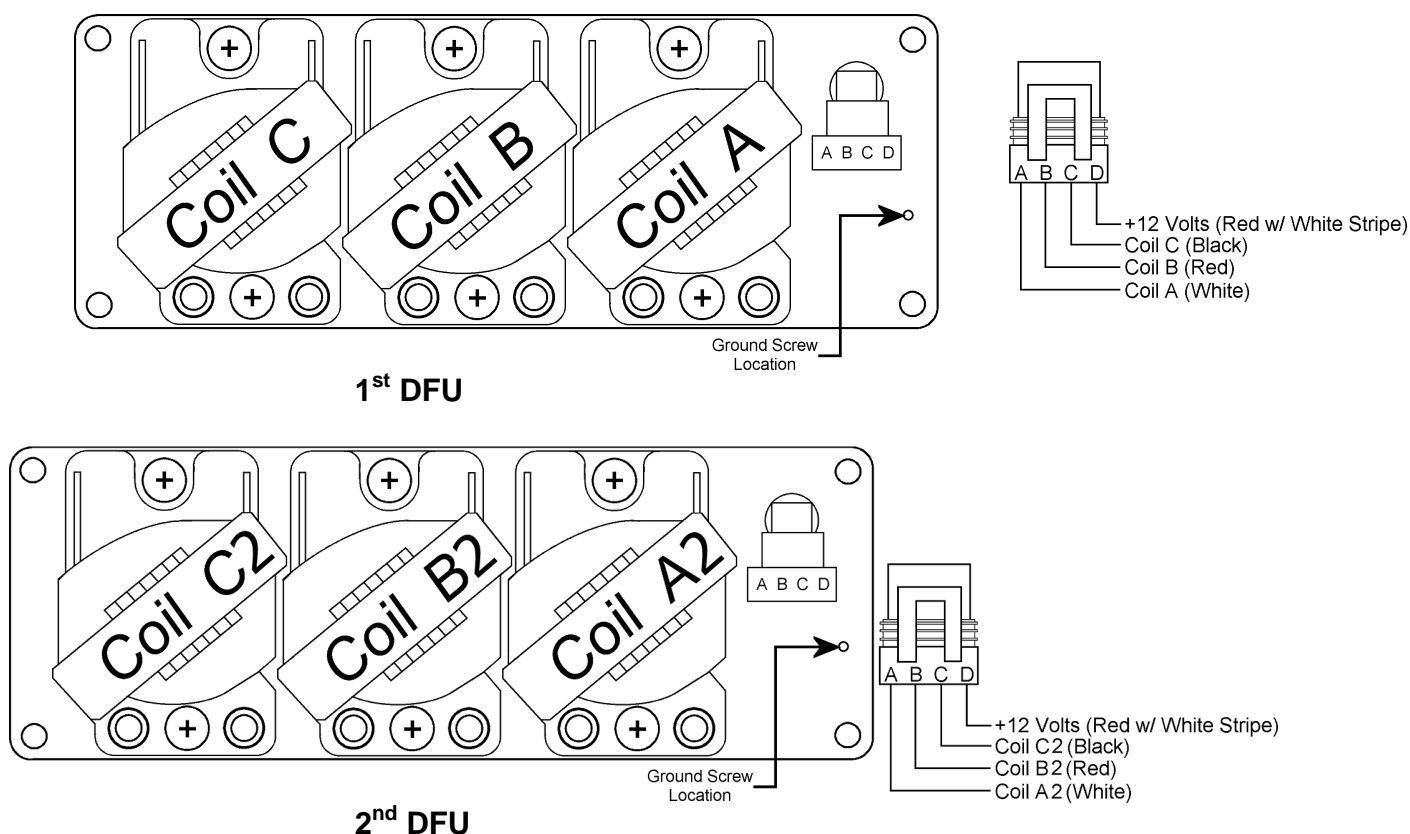 Coil C
Coil B
Coil A
A B C D
A B C D
+12 Volts (Red w/ White Stripe)
Coil C (Black)
Coil B (Red)
Coil A (White)
Ground Screw
Location
1st DFU
Coil C2
Coil B2
Coil A2
A B C D
A B C D
+12 Volts (Red w/ White Stripe)
Coil C2 (Black)
Coil B2 (Red)
Coil A2 (White)
Ground Screw
Location
2nd DFU